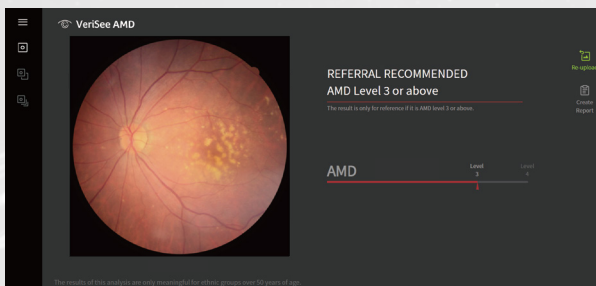 VeriSee AMD
REFERRAL RECOMMENDED
AMD Level 3 or above
The result is only for reference if it is AMD level 3 or above.
Re-upload
Create
Report
AMD
Level
3
Level
4
The results of this analysis are only meaningful for ethnic groups over 50 years of age.